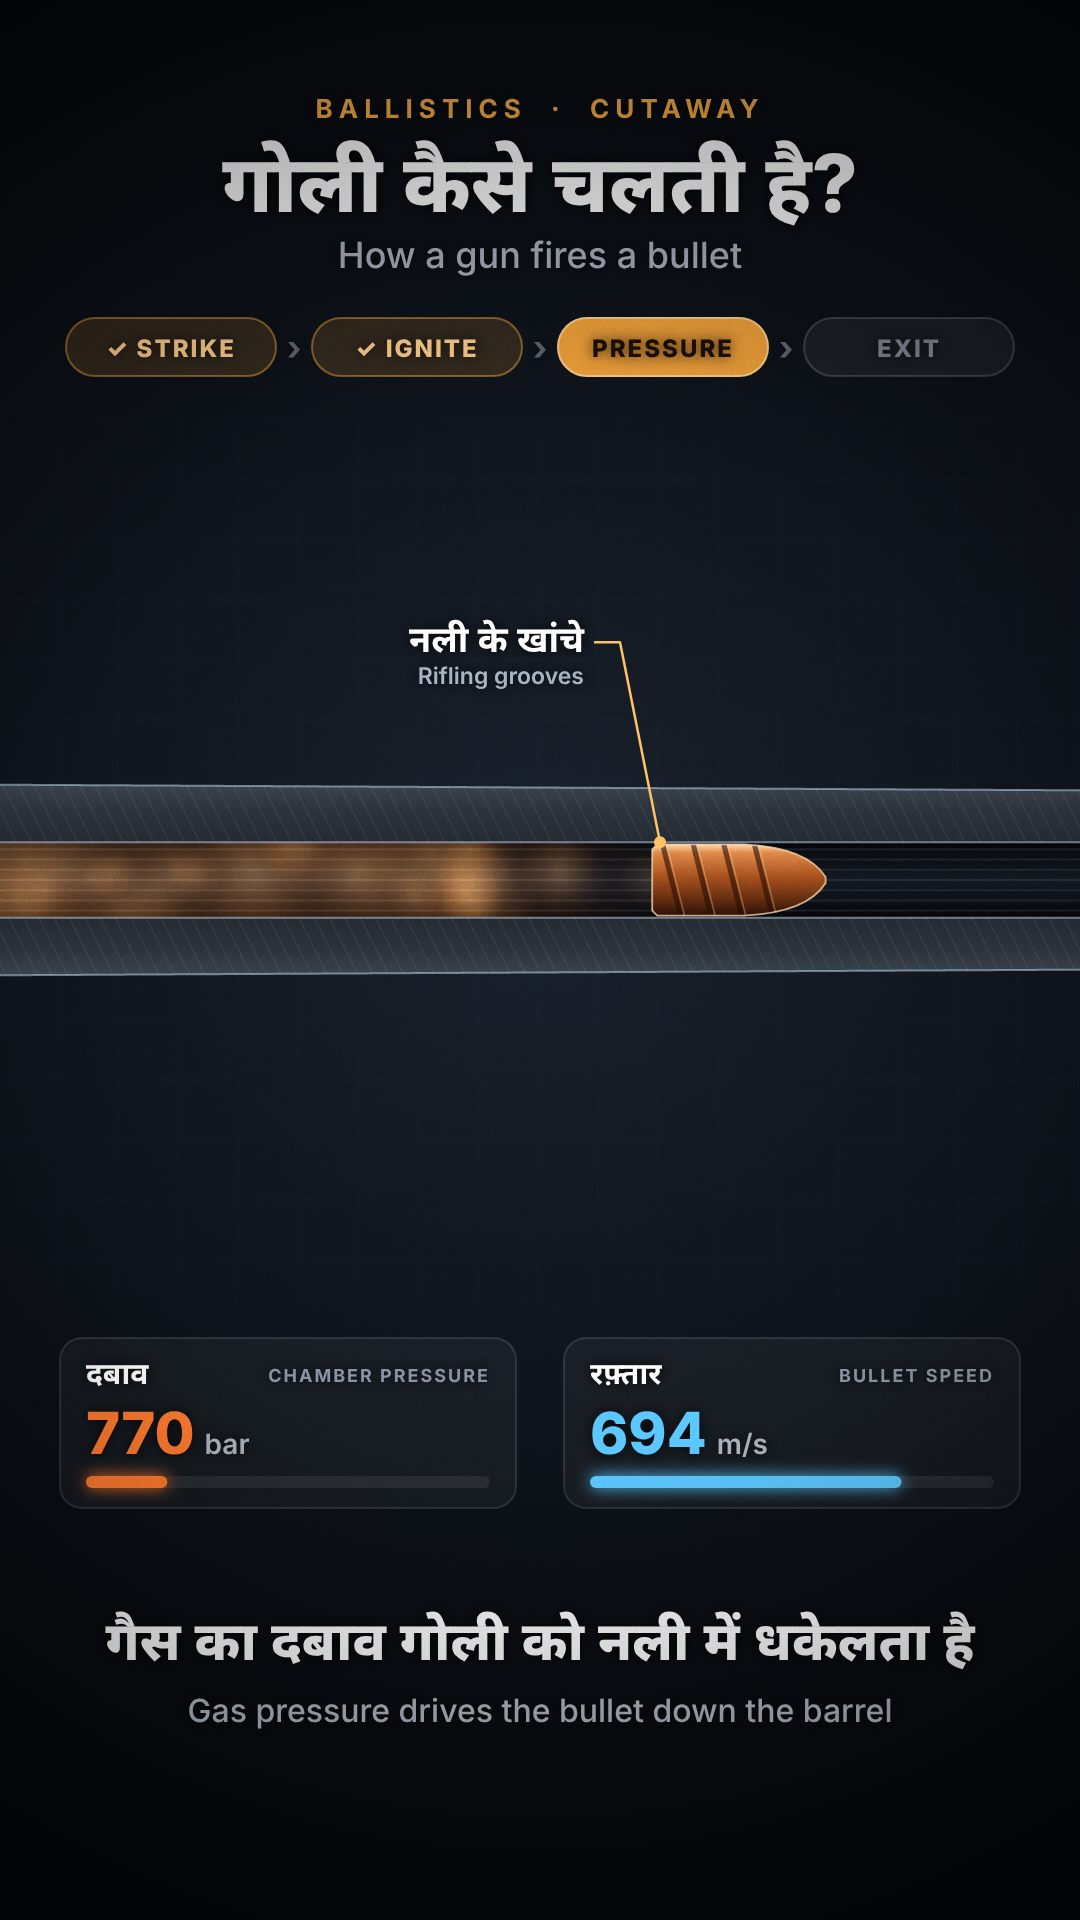 BALLISTICS · CUTAWAY
गोली कैसे चलती है?
How a gun fires a bullet
✓ STRIKE › ✓ IGNITE › PRESSURE › EXIT
नली के खांचे
Rifling grooves
दबाव CHAMBER PRESSURE
770 bar
रफ़्तार BULLET SPEED
694 m/s
गैस का दबाव गोली को नली में धकेलता है
Gas pressure drives the bullet down the barrel